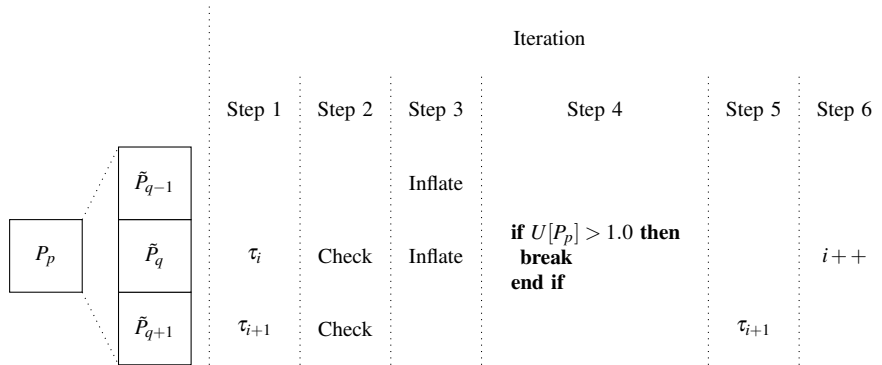 Iteration
Step 1 Step 2 Step 3 Step 4 Step 5 Step 6
P̃_{q−1} Inflate
if U[P_p] > 1.0 then
P_p P̃_q τ_i Check Inflate break i++
end if
P̃_{q+1} τ_{i+1} Check τ_{i+1}